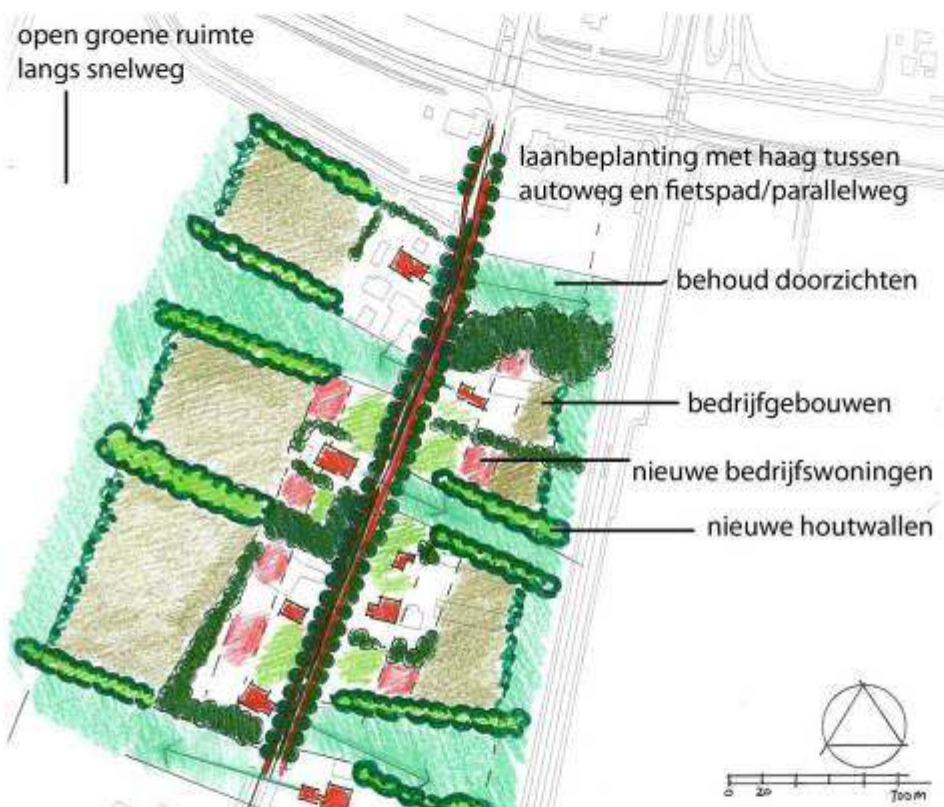 open groene ruimte
langs snelweg
laanbeplanting met haag tussen
autoweg en fietspad/parallelweg
behoud doorzichten
bedrijfgebouwen
nieuwe bedrijfswoningen
nieuwe houtwallen
0 20 100m